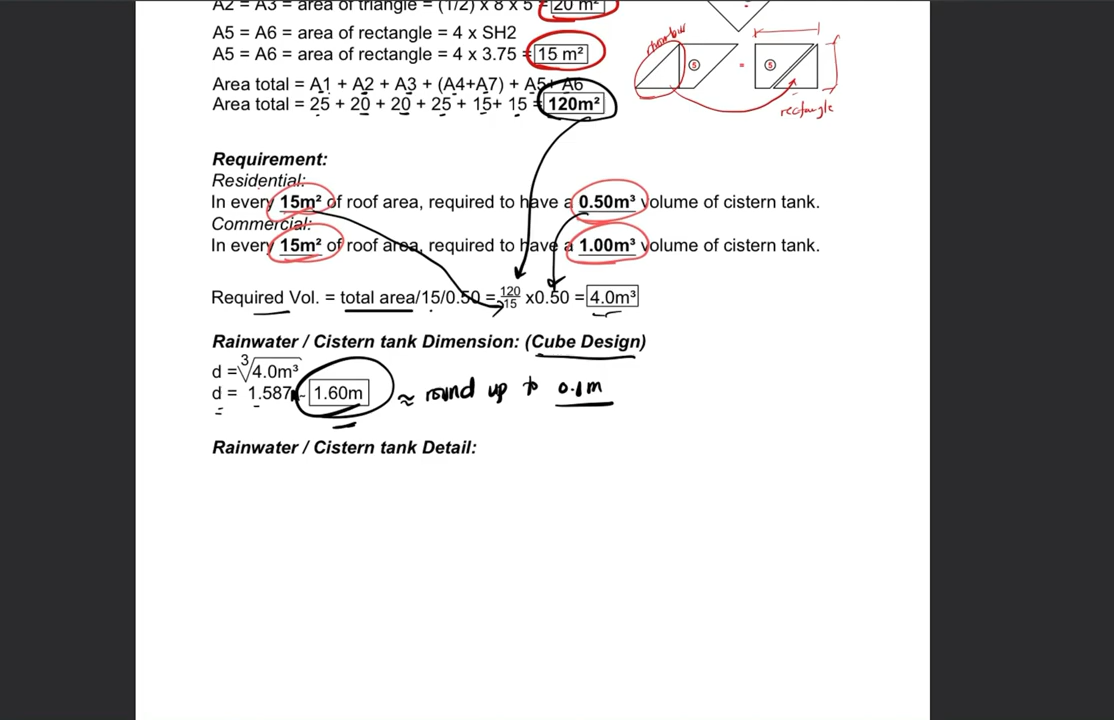 A2 = A3 = area of triangle = (1/2) x 8 x 5 = 20 m²
A5 = A6 = area of rectangle = 4 x SH2
A5 = A6 = area of rectangle = 4 x 3.75 = 15 m²
rhombus
5
=
5
rectangle
Area total = A1 + A2 + A3 + (A4+A7) + A5+ A6
Area total = 25 + 20 + 20 + 25 + 15+ 15 = 120m²
Requirement:
Residential:
In every 15m² of roof area, required to have a 0.50m³ volume of cistern tank.
Commercial:
In every 15m² of roof area, required to have a 1.00m³ volume of cistern tank.
Required Vol. = total area/15/0.50 = 120/15 x0.50 = 4.0m³
Rainwater / Cistern tank Dimension: (Cube Design)
d = ∛4.0m³
d = 1.587 1.60m ≈ round up to 0.1m
Rainwater / Cistern tank Detail: